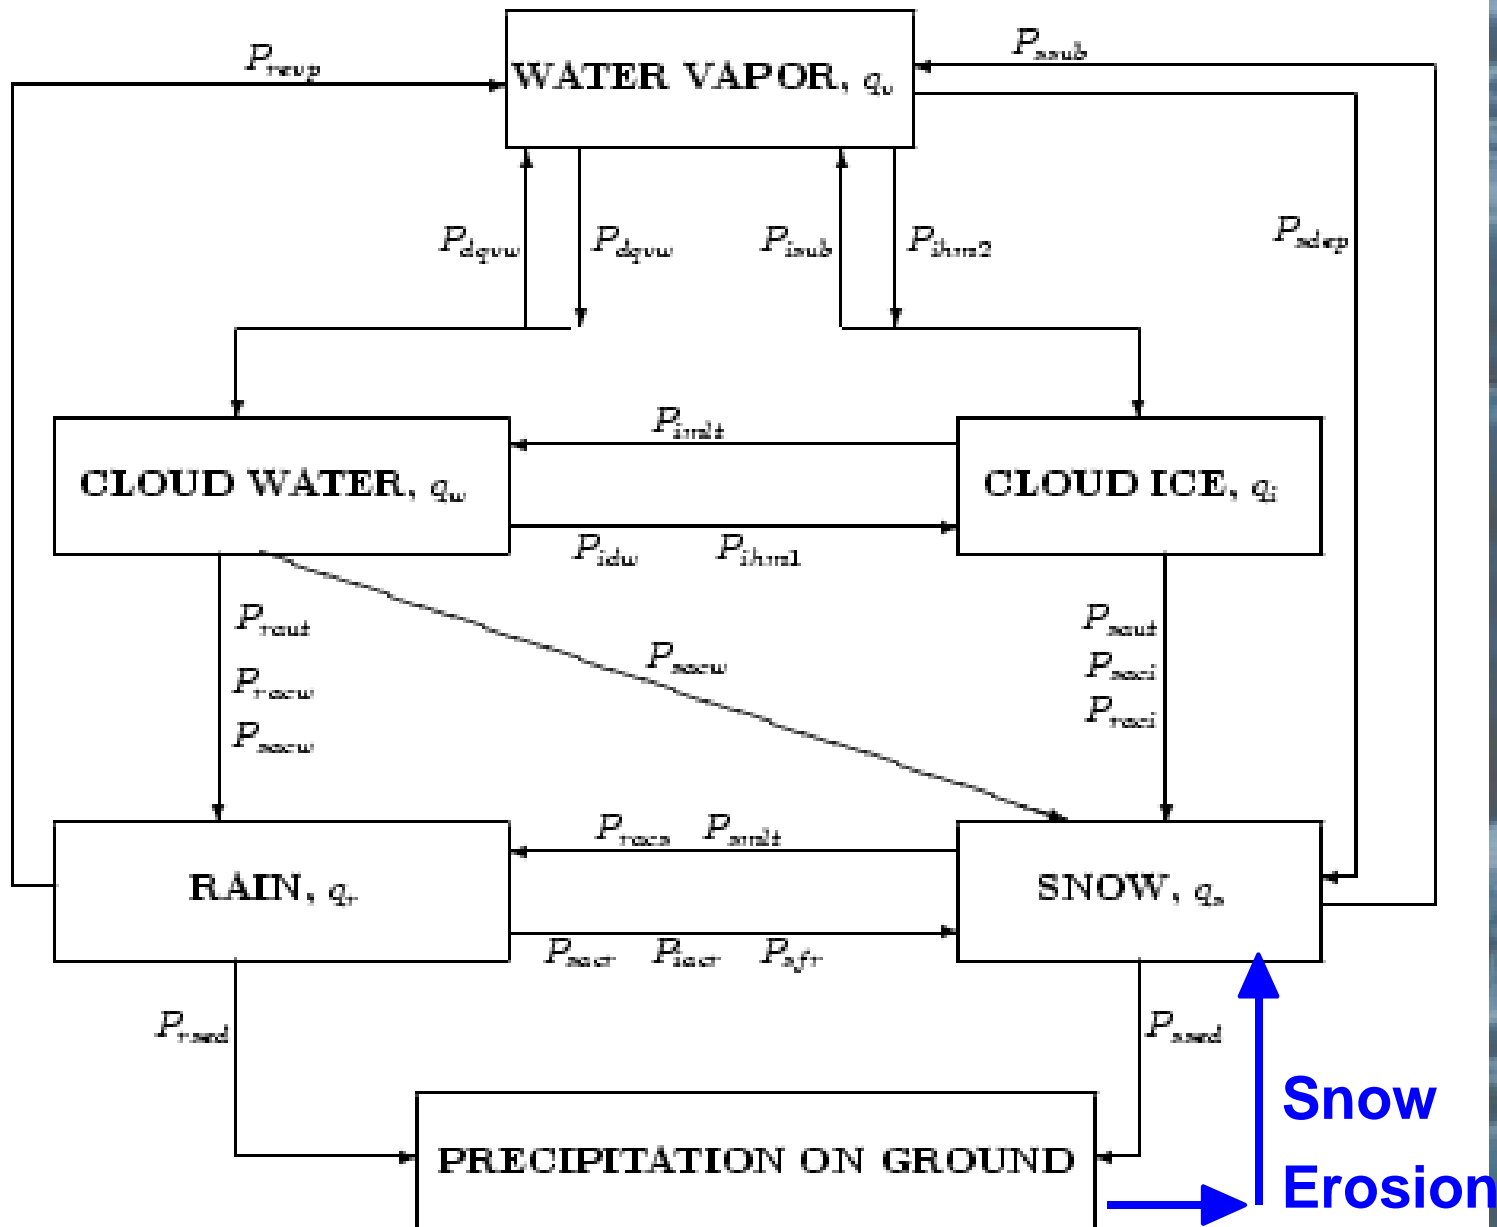 P_revp
P_ssub
WATER VAPOR, q_v
P_dqvw
P_dqvw
P_isub
P_ihm2
P_sdep
P_imlt
CLOUD WATER, q_w
CLOUD ICE, q_i
P_idw P_ihm1
P_raut
P_racw
P_sacw
P_sacw
P_saut
P_saci
P_raci
P_racs P_smlt
RAIN, q_r
SNOW, q_s
P_sacr P_iacr P_sfr
P_rsed
P_ssed
Snow
Erosion
PRECIPITATION ON GROUND